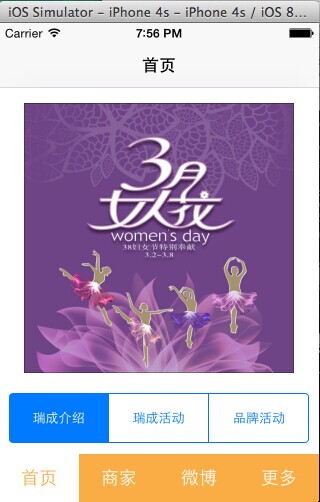 iOS Simulator - iPhone 4s - iPhone 4s / iOS 8...
Carrier 7:56 PM
首页
3月
女人花
women's day
38妇女节特别奉献
3.2-3.8
瑞成介绍 瑞成活动 品牌活动
首页 商家 微博 更多